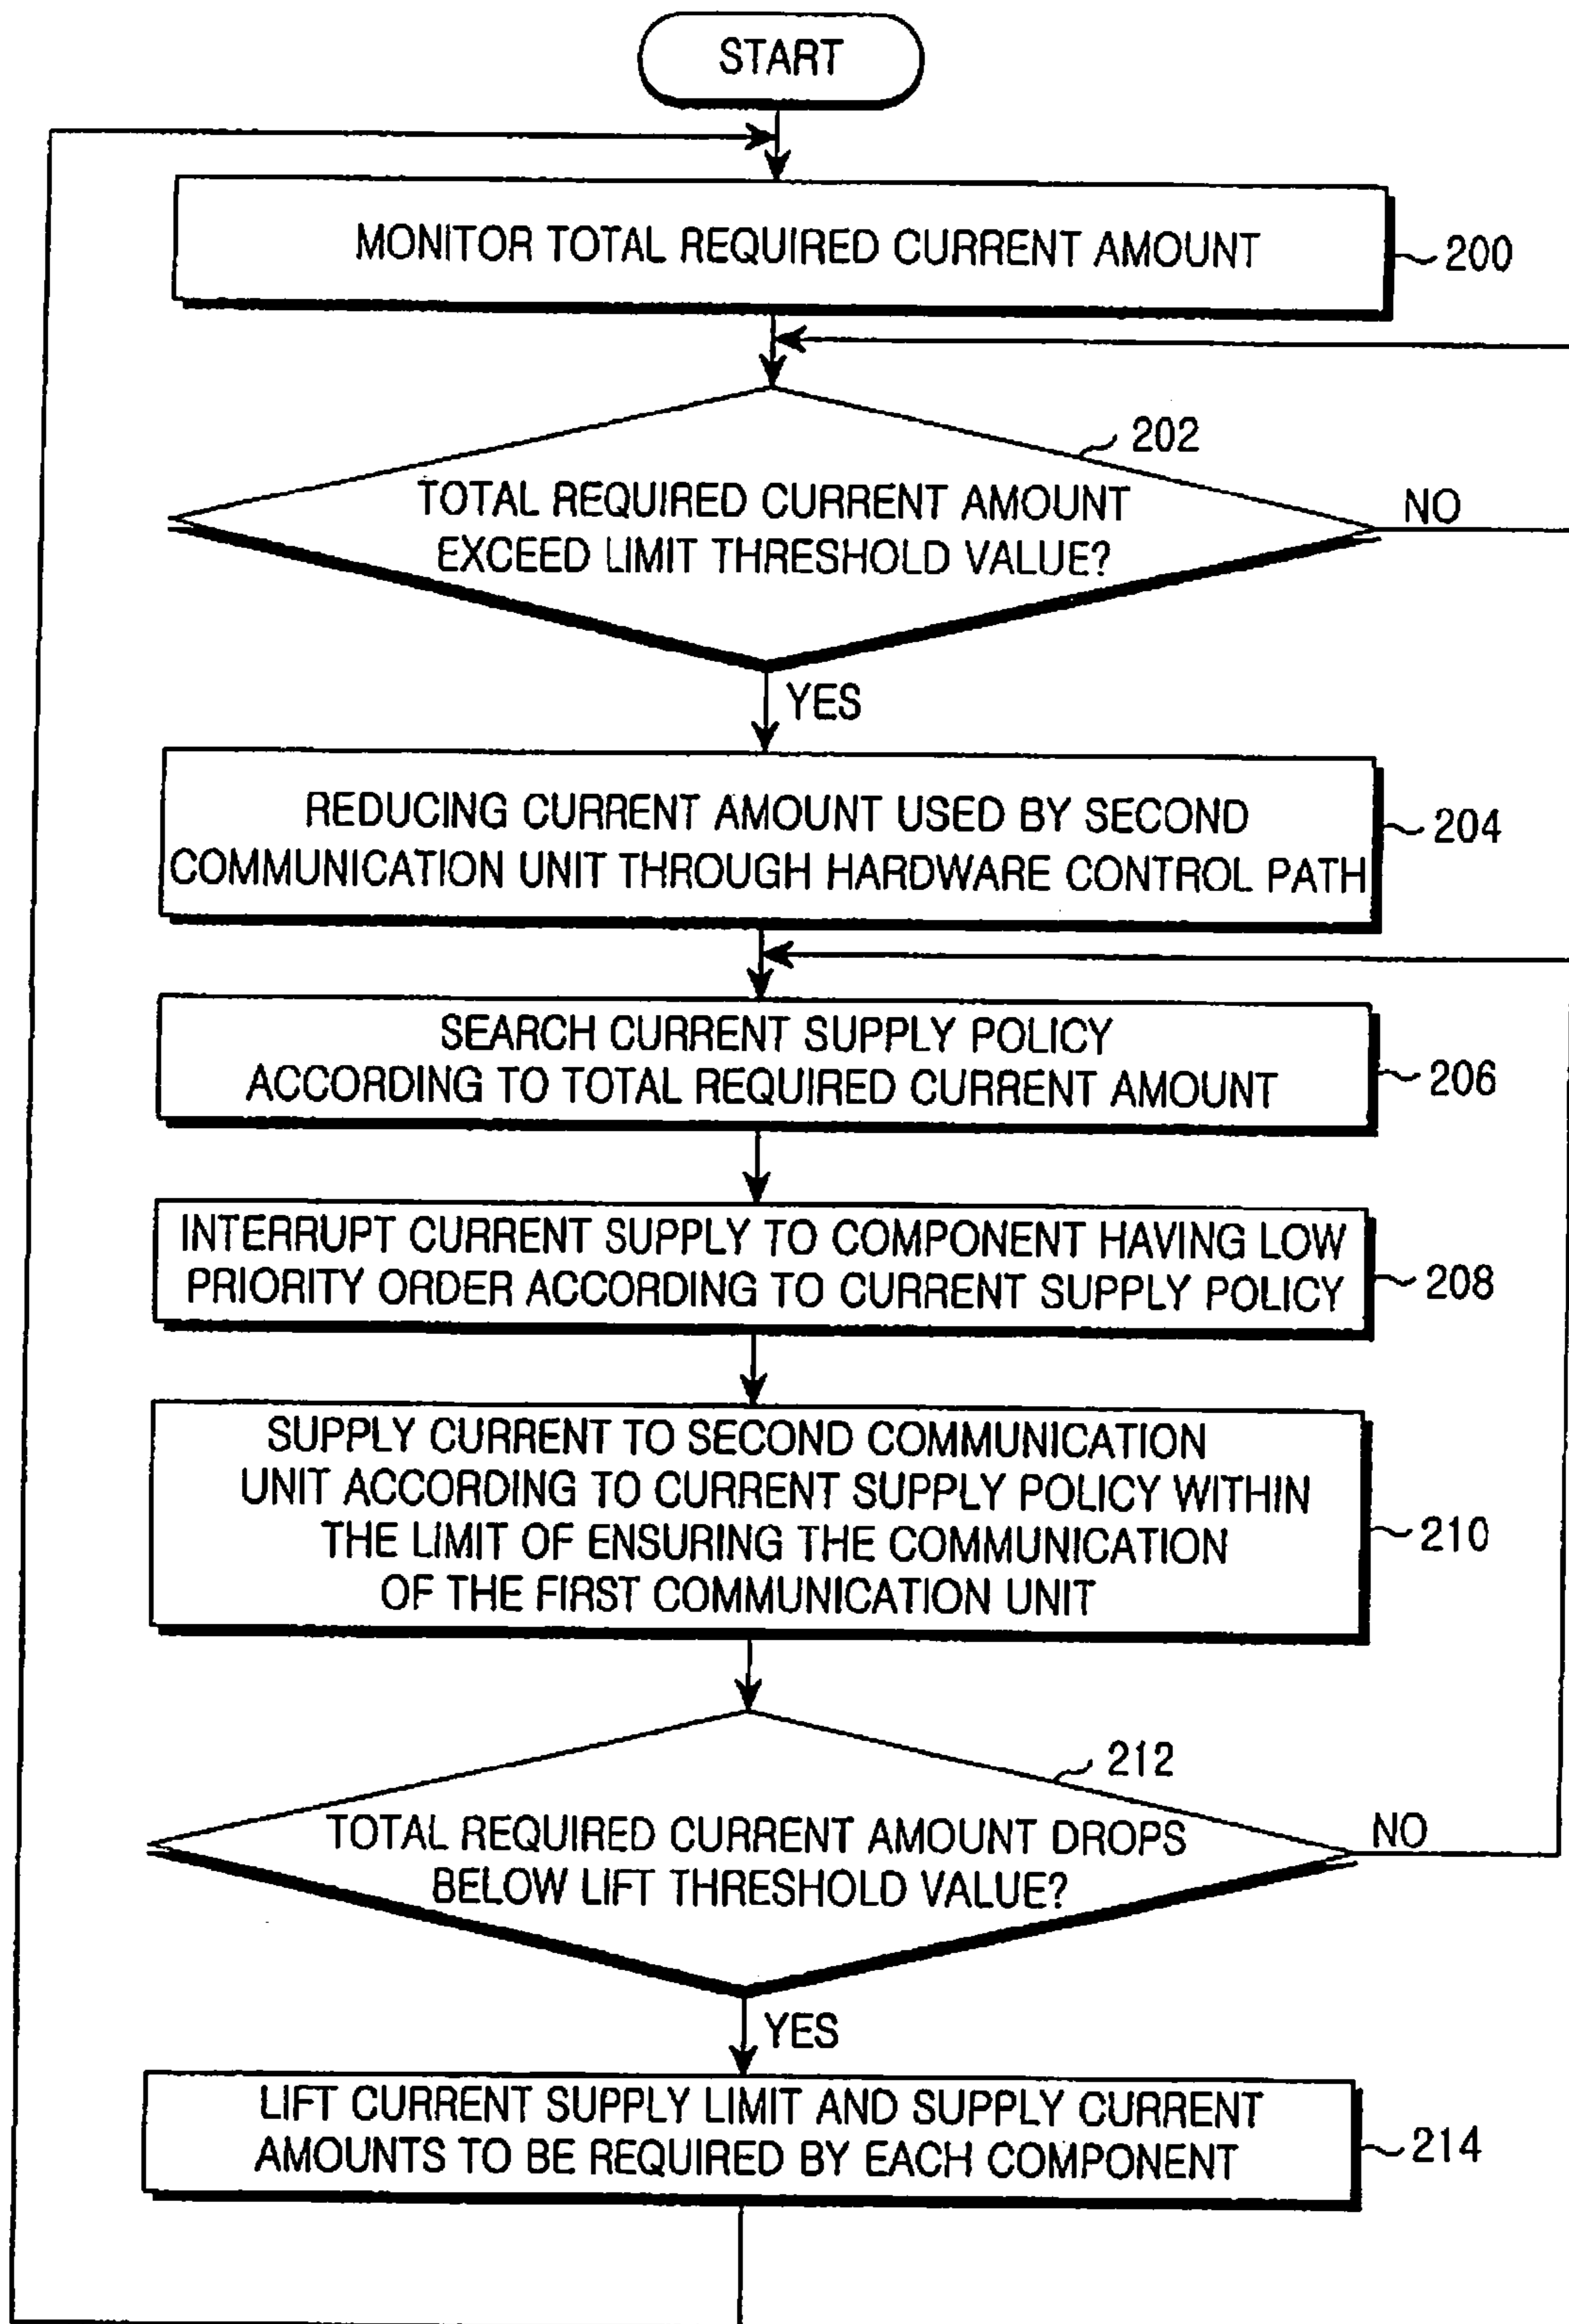 START
MONITOR TOTAL REQUIRED CURRENT AMOUNT
200
202
TOTAL REQUIRED CURRENT AMOUNT
EXCEED LIMIT THRESHOLD VALUE?
NO
YES
REDUCING CURRENT AMOUNT USED BY SECOND
COMMUNICATION UNIT THROUGH HARDWARE CONTROL PATH
204
SEARCH CURRENT SUPPLY POLICY
ACCORDING TO TOTAL REQUIRED CURRENT AMOUNT
206
INTERRUPT CURRENT SUPPLY TO COMPONENT HAVING LOW
PRIORITY ORDER ACCORDING TO CURRENT SUPPLY POLICY
208
SUPPLY CURRENT TO SECOND COMMUNICATION
UNIT ACCORDING TO CURRENT SUPPLY POLICY WITHIN
THE LIMIT OF ENSURING THE COMMUNICATION
OF THE FIRST COMMUNICATION UNIT
210
212
TOTAL REQUIRED CURRENT AMOUNT DROPS
BELOW LIFT THRESHOLD VALUE?
NO
YES
LIFT CURRENT SUPPLY LIMIT AND SUPPLY CURRENT
AMOUNTS TO BE REQUIRED BY EACH COMPONENT
214